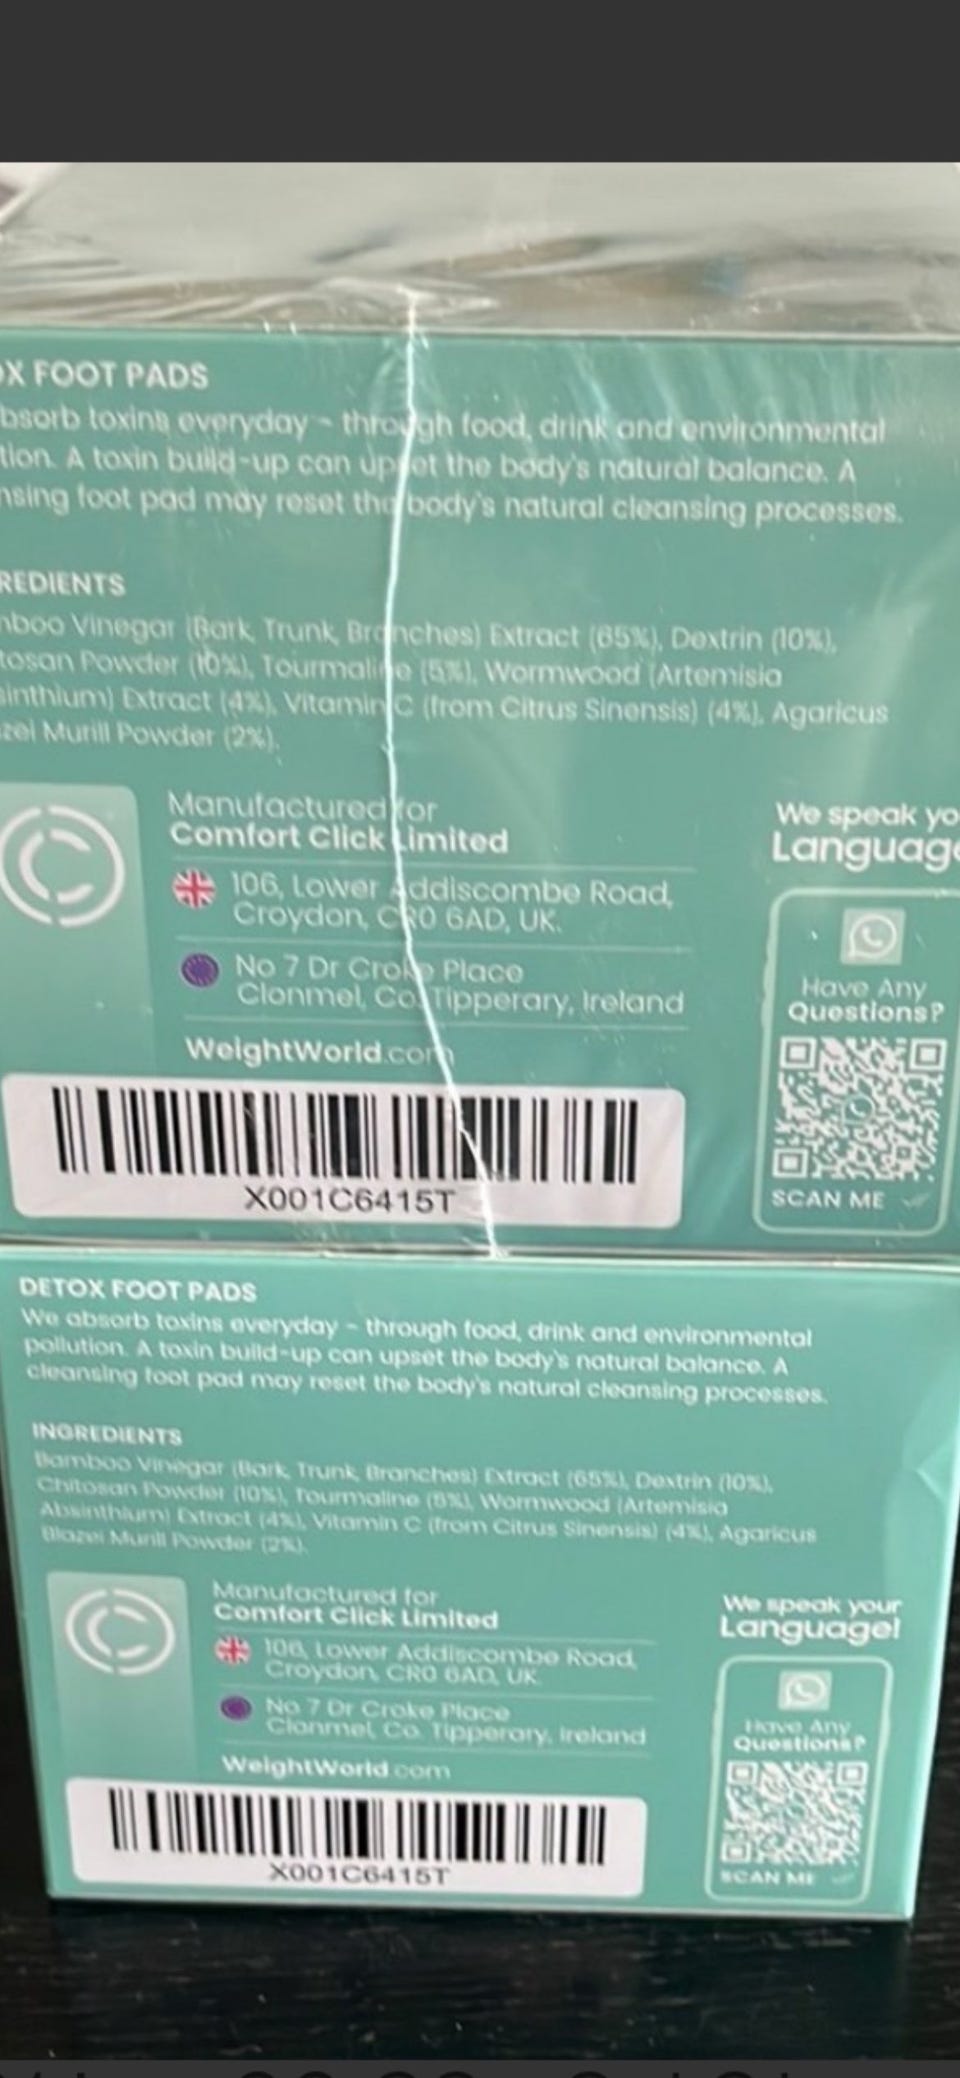 OX FOOT PADS
bsorb toxins everyday - through food, drink and environmental
tion. A toxin build-up can upset the body's natural balance. A
nsing foot pad may reset the body's natural cleansing processes.
REDIENTS
mboo Vinegar (Bark, Trunk, Branches) Extract (65%), Dextrin (10%),
tosan Powder (10%), Tourmaline (5%), Wormwood (Artemisia
sinthium) Extract (4%), Vitamin C (from Citrus Sinensis) (4%), Agaricus
zei Murill Powder (2%).
Manufactured for
Comfort Click Limited
106, Lower Addiscombe Road,
Croydon, CR0 6AD, UK.
No 7 Dr Croke Place
Clonmel, Co. Tipperary, Ireland
WeightWorld.com
X001C6415T
We speak yo
Language
Have Any
Questions?
SCAN ME
DETOX FOOT PADS
We absorb toxins everyday - through food, drink and environmental
pollution. A toxin build-up can upset the body's natural balance. A
cleansing foot pad may reset the body's natural cleansing processes.
INGREDIENTS
Bamboo Vinegar (Bark, Trunk, Branches) Extract (65%), Dextrin (10%),
Chitosan Powder (10%), Tourmaline (5%), Wormwood (Artemisia
Absinthium) Extract (4%), Vitamin C (from Citrus Sinensis) (4%), Agaricus
Blazei Murill Powder (2%).
Manufactured for
Comfort Click Limited
106, Lower Addiscombe Road,
Croydon, CR0 6AD, UK.
No 7 Dr Croke Place
Clonmel, Co. Tipperary, Ireland
WeightWorld.com
X001C6415T
We speak your
Language!
Have Any
Questions?
SCAN ME